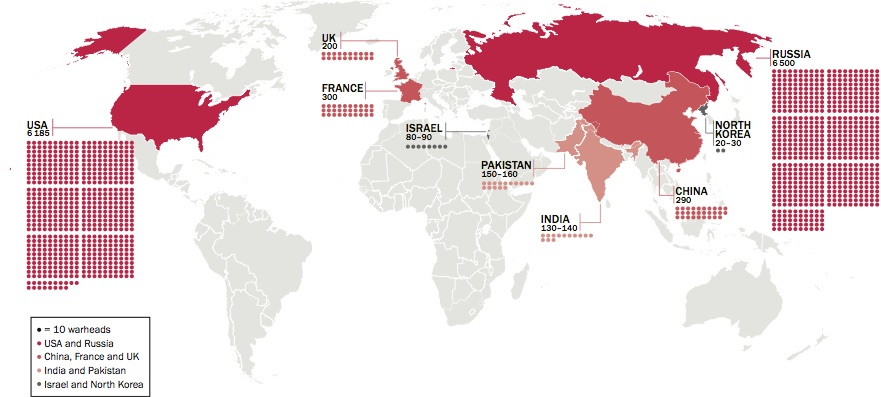 UK
200
RUSSIA
6 500
FRANCE
300
USA
6 185
ISRAEL
80–90
NORTH
KOREA
20–30
PAKISTAN
150–160
CHINA
290
INDIA
130–140
= 10 warheads
USA and Russia
China, France and UK
India and Pakistan
Israel and North Korea